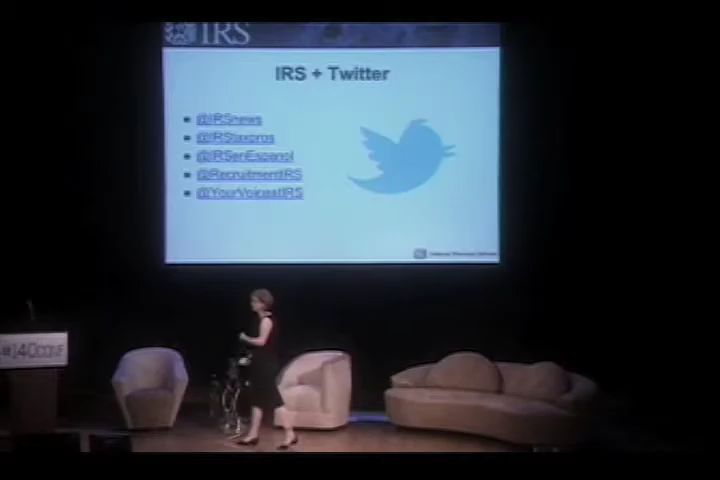 IRS
IRS + Twitter
@IRSnews
@IRStaxpros
@IRSenEspanol
@RecruitmentIRS
@YourVoiceatIRS
#140CONF